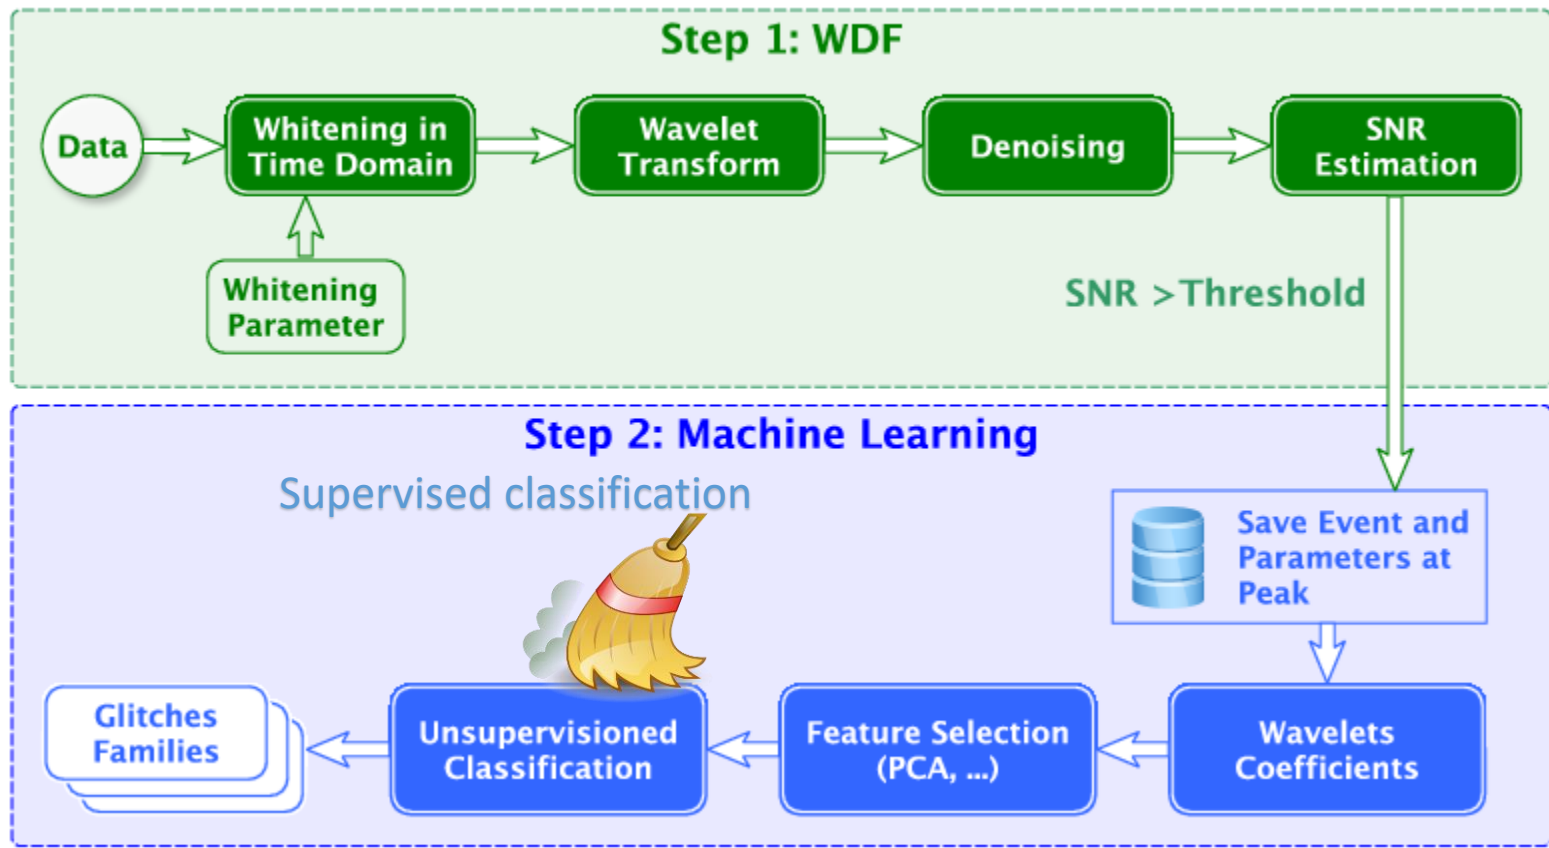 Step 1: WDF
Data
Whitening in
Time Domain
Wavelet
Transform
Denoising
SNR
Estimation
Whitening
Parameter
SNR >Threshold
Step 2: Machine Learning
Supervised classification
Save Event and
Parameters at
Peak
Glitches
Families
Unsupervisioned
Classification
Feature Selection
(PCA, ...)
Wavelets
Coefficients